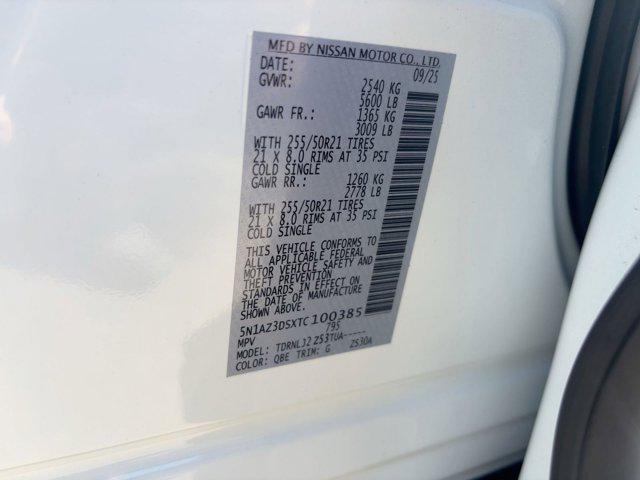 MFD BY NISSAN MOTOR CO., LTD.
DATE: 09/25
GVWR: 2540 KG
5600 LB
GAWR FR.: 1365 KG
3009 LB
WITH 255/50R21 TIRES
21 X 8.0 RIMS AT 35 PSI
COLD SINGLE
GAWR RR.: 1260 KG
2778 LB
WITH 255/50R21 TIRES
21 X 8.0 RIMS AT 35 PSI
COLD SINGLE
THIS VEHICLE CONFORMS TO
ALL APPLICABLE FEDERAL
MOTOR VEHICLE SAFETY AND
THEFT PREVENTION
STANDARDS IN EFFECT ON
THE DATE OF MANUFACTURE
SHOWN ABOVE.
5N1AZ3DSXTC100385
MPV 795
MODEL: TDRNLJ2 Z53TUA-----
COLOR: QBE TRIM: G Z530A